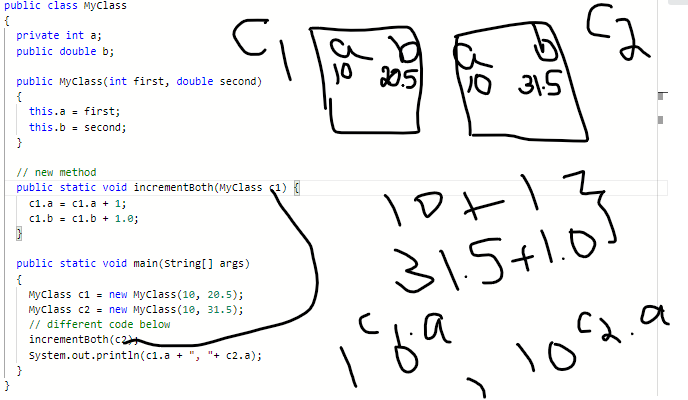 public class MyClass
{
private int a;
public double b;
public MyClass(int first, double second)
{
this.a = first;
this.b = second;
}
// new method
public static void incrementBoth(MyClass c1) {
c1.a = c1.a + 1;
c1.b = c1.b + 1.0;
}
public static void main(String[] args)
{
MyClass c1 = new MyClass(10, 20.5);
MyClass c2 = new MyClass(10, 31.5);
// different code below
incrementBoth(c2);
System.out.println(c1.a + ", "+ c2.a);
}
}
C1
a b
10 20.5
C2
a b
10 31.5
10 + 1
31.5+1.0
c2.a
, 10